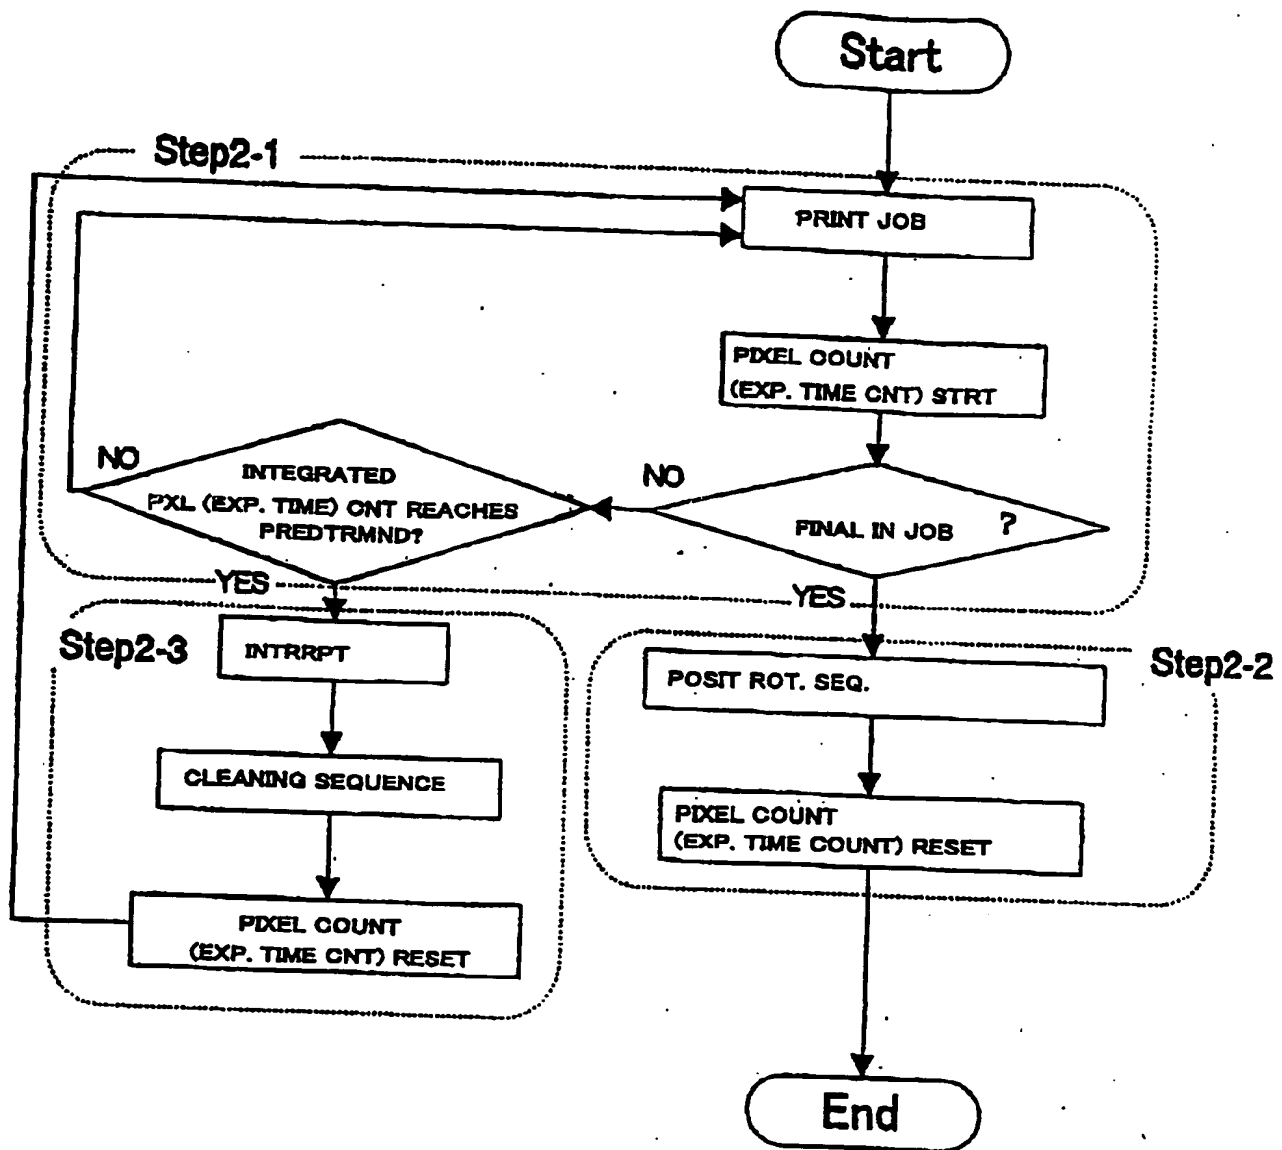 Start
Step2-1
PRINT JOB
PIXEL COUNT
(EXP. TIME CNT) STRT
NO
INTEGRATED
PXL (EXP. TIME) CNT REACHES
PREDTRMND?
NO
FINAL IN JOB ?
YES
YES
Step2-3
INTRRPT
CLEANING SEQUENCE
PIXEL COUNT
(EXP. TIME CNT) RESET
Step2-2
POSIT ROT. SEQ.
PIXEL COUNT
(EXP. TIME COUNT) RESET
End